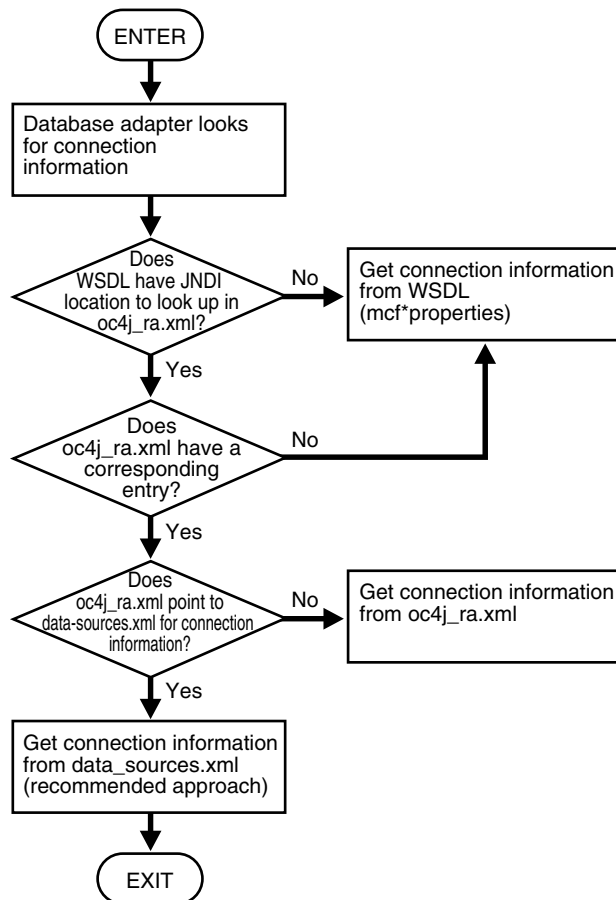 ENTER
Database adapter looks
for connection
information
Does
WSDL have JNDI
location to look up in
oc4j_ra.xml?
No
Get connection information
from WSDL
(mcf*properties)
Yes
Does
oc4j_ra.xml have a
corresponding
entry?
No
Yes
Does
oc4j_ra.xml point to
data-sources.xml for connection
information?
No
Get connection information
from oc4j_ra.xml
Yes
Get connection information
from data_sources.xml
(recommended approach)
EXIT